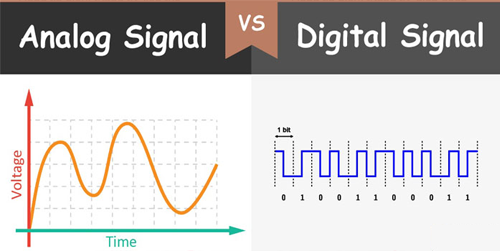 Analog Signal
VS
Digital Signal
Voltage
Time
1 bit
0 1 0 0 1 1 0 0 0 1 1